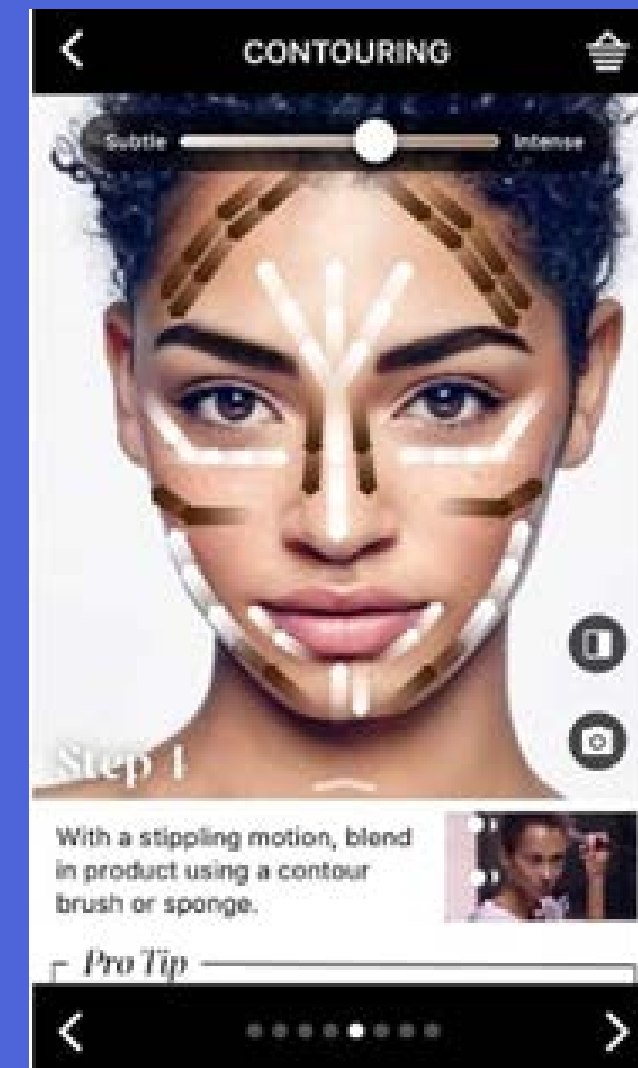 CONTOURING
Subtle
Intense
Step 4
With a stippling motion, blend
in product using a contour
brush or sponge.
Pro Tip